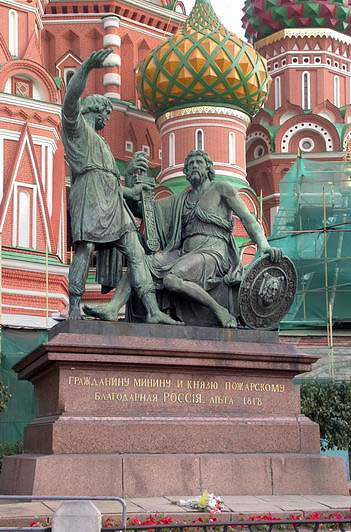 ГРАЖДАНИНУ МИНИНУ И КНЯЗЮ ПОЖАРСКОМУ
БЛАГОДАРНАЯ РОССІЯ. ЛѢТА 1818